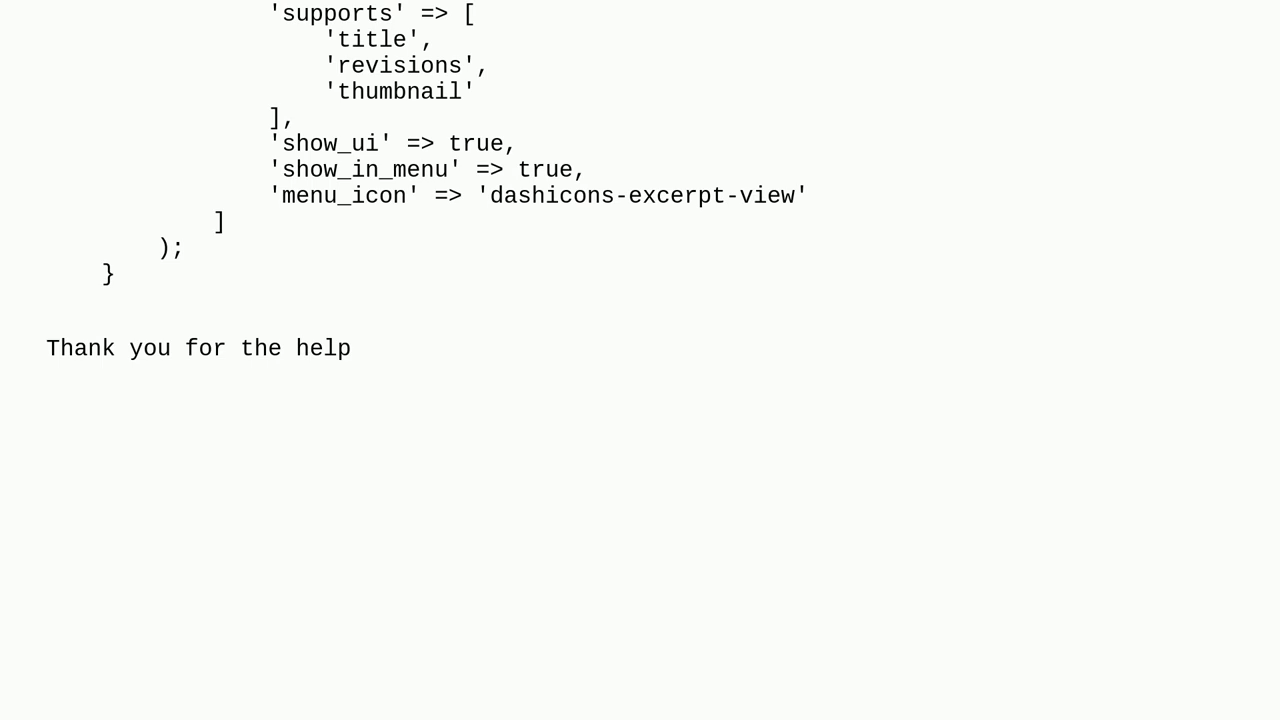 'supports' => [
'title',
'revisions',
'thumbnail'
],
'show_ui' => true,
'show_in_menu' => true,
'menu_icon' => 'dashicons-excerpt-view'
]
);
}
Thank you for the help